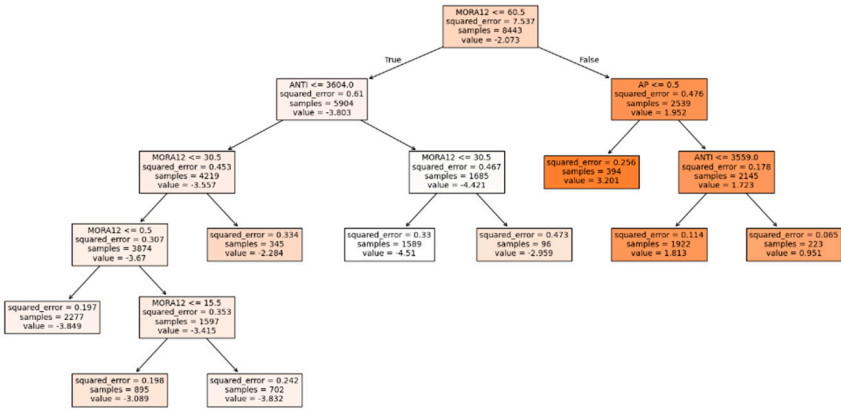 MORA12 <= 60.5
squared_error = 7.537
samples = 8443
value = -2.073
True
False
ANTI <= 3604.0
squared_error = 0.61
samples = 5904
value = -3.803
AP <= 0.5
squared_error = 0.476
samples = 2539
value = 1.952
MORA12 <= 30.5
squared_error = 0.453
samples = 4219
value = -3.557
MORA12 <= 30.5
squared_error = 0.467
samples = 1685
value = -4.421
squared_error = 0.256
samples = 394
value = 3.201
ANTI <= 3559.0
squared_error = 0.178
samples = 2145
value = 1.723
MORA12 <= 0.5
squared_error = 0.307
samples = 3874
value = -3.67
squared_error = 0.334
samples = 345
value = -2.284
squared_error = 0.33
samples = 1589
value = -4.51
squared_error = 0.473
samples = 96
value = -2.959
squared_error = 0.114
samples = 1922
value = 1.813
squared_error = 0.065
samples = 223
value = 0.951
squared_error = 0.197
samples = 2277
value = -3.849
MORA12 <= 15.5
squared_error = 0.353
samples = 1597
value = -3.415
squared_error = 0.198
samples = 895
value = -3.089
squared_error = 0.242
samples = 702
value = -3.832